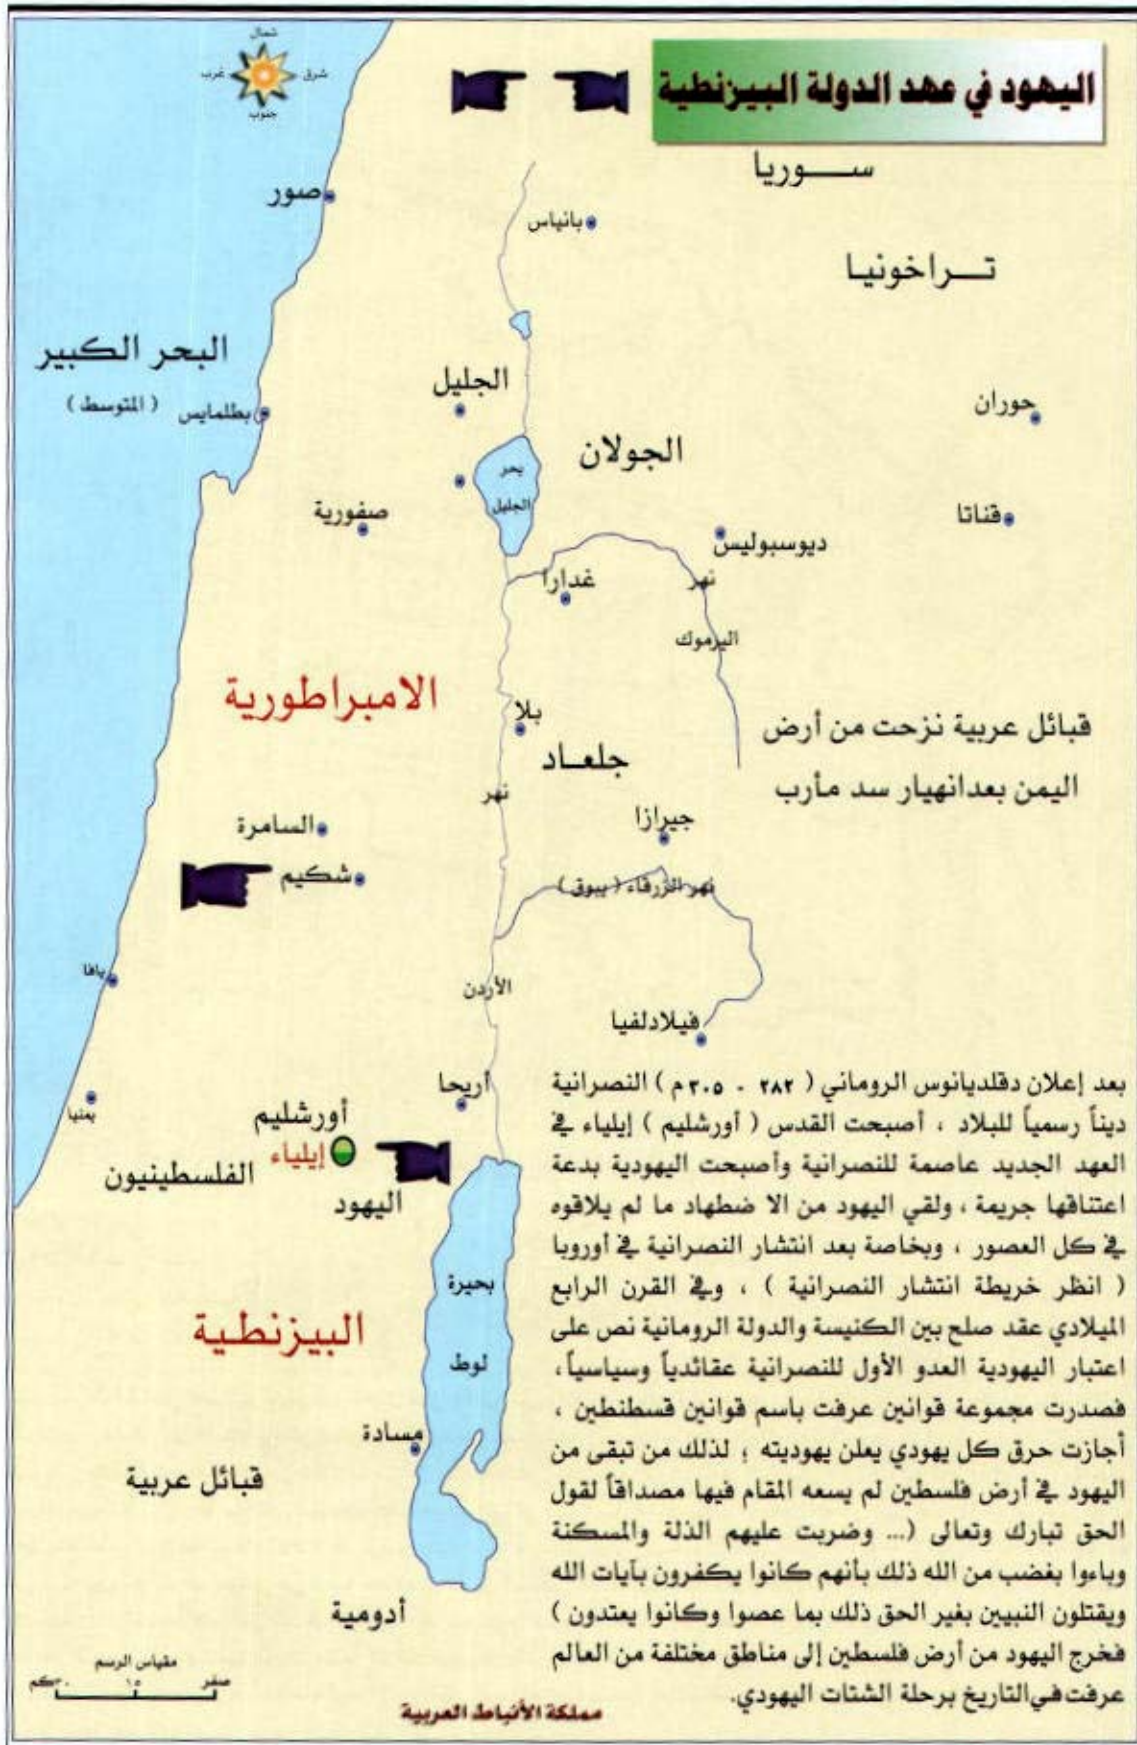 شمال
شرق
غرب
جنوب
اليهود في عهد الدولة البيزنطية
ســـوريا
صور
بانياس
تـــراخونيا
البحر الكبير
( المتوسط )
بطلمايس
الجليل
حوران
الجولان
بحر
الجليل
صفورية
قناتا
ديوسبوليس
غدارا
نهر
اليرموك
الامبراطورية
بلا
قبائل عربية نزحت من أرض
اليمن بعدانهيار سد مأرب
جلعـاد
نهر
السامرة
جيرازا
شكيم
نهر الزرقاء ( يبوق )
يافا
الأردن
فيلادلفيا
أريحا
يمنيا
أورشليم
إيلياء
الفلسطينيون
اليهود
بحيرة
لوط
البيزنطية
مسادة
قبائل عربية
أدومية
بعد إعلان دقلديانوس الروماني ( ٢٨٢ - ٣٠٥ م ) النصرانية
ديناً رسمياً للبلاد ، أصبحت القدس ( أورشليم ) إيلياء في
العهد الجديد عاصمة للنصرانية وأصبحت اليهودية بدعة
اعتناقها جريمة ، ولقي اليهود من الا ضطهاد ما لم يلاقوه
في كل العصور ، وبخاصة بعد انتشار النصرانية في أوروبا
( انظر خريطة انتشار النصرانية ) ، وفي القرن الرابع
الميلادي عقد صلح بين الكنيسة والدولة الرومانية نص على
اعتبار اليهودية العدو الأول للنصرانية عقائدياً وسياسياً ،
فصدرت مجموعة قوانين عرفت باسم قوانين قسطنطين ،
أجازت حرق كل يهودي يعلن يهوديته ؛ لذلك من تبقى من
اليهود في أرض فلسطين لم يسعه المقام فيها مصداقاً لقول
الحق تبارك وتعالى (... وضربت عليهم الذلة والمسكنة
وباءوا بغضب من الله ذلك بأنهم كانوا يكفرون بآيات الله
ويقتلون النبيين بغير الحق ذلك بما عصوا وكانوا يعتدون )
فخرج اليهود من أرض فلسطين إلى مناطق مختلفة من العالم
عرفت في التاريخ برحلة الشتات اليهودي.
مقياس الرسم
صفر ١٥ ٣٠كم
مملكة الأنباط العربية